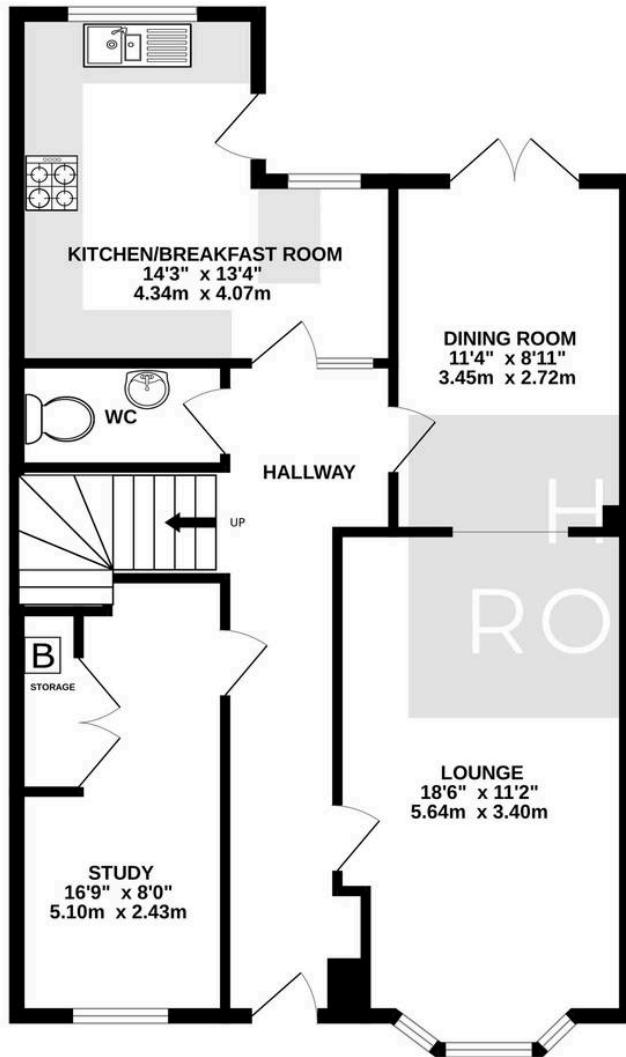 KITCHEN/BREAKFAST ROOM
14'3" x 13'4"
4.34m x 4.07m
DINING ROOM
11'4" x 8'11"
3.45m x 2.72m
WC
HALLWAY
UP
H
RO
B
STORAGE
LOUNGE
18'6" x 11'2"
5.64m x 3.40m
STUDY
16'9" x 8'0"
5.10m x 2.43m